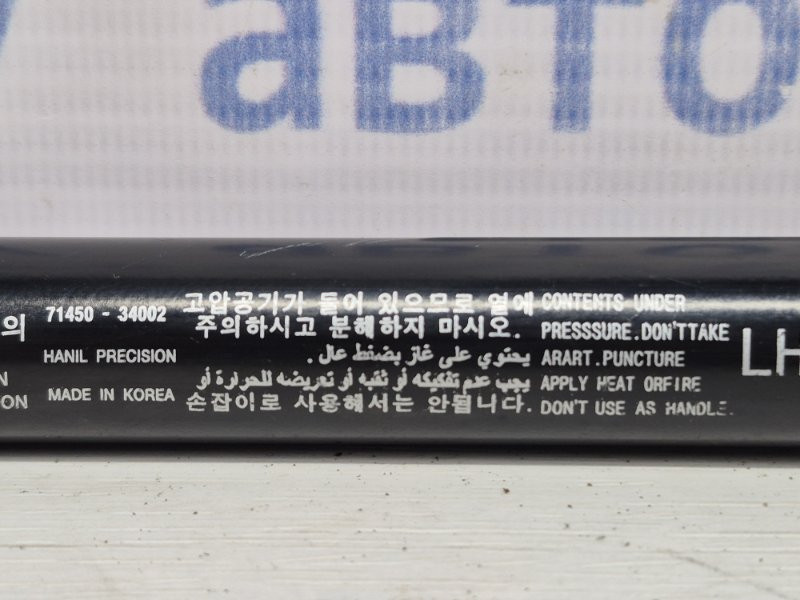 авто
의
N
ON
71450 - 34002
HANIL PRECISION
MADE IN KOREA
고압공기가 들어 있으므로 열에
주의하시고 분해하지 마시오.
يحتوي على غاز بضغط عال.
يجب عدم تفكيكه أو ثقبه أو تعريضه للحرارة أو
손잡이로 사용해서는 안됩니다.
CONTENTS UNDER
PRESSSURE.DON'TTAKE
ARART.PUNCTURE
APPLY HEAT ORFIRE
DON'T USE AS HANDLE.
LH